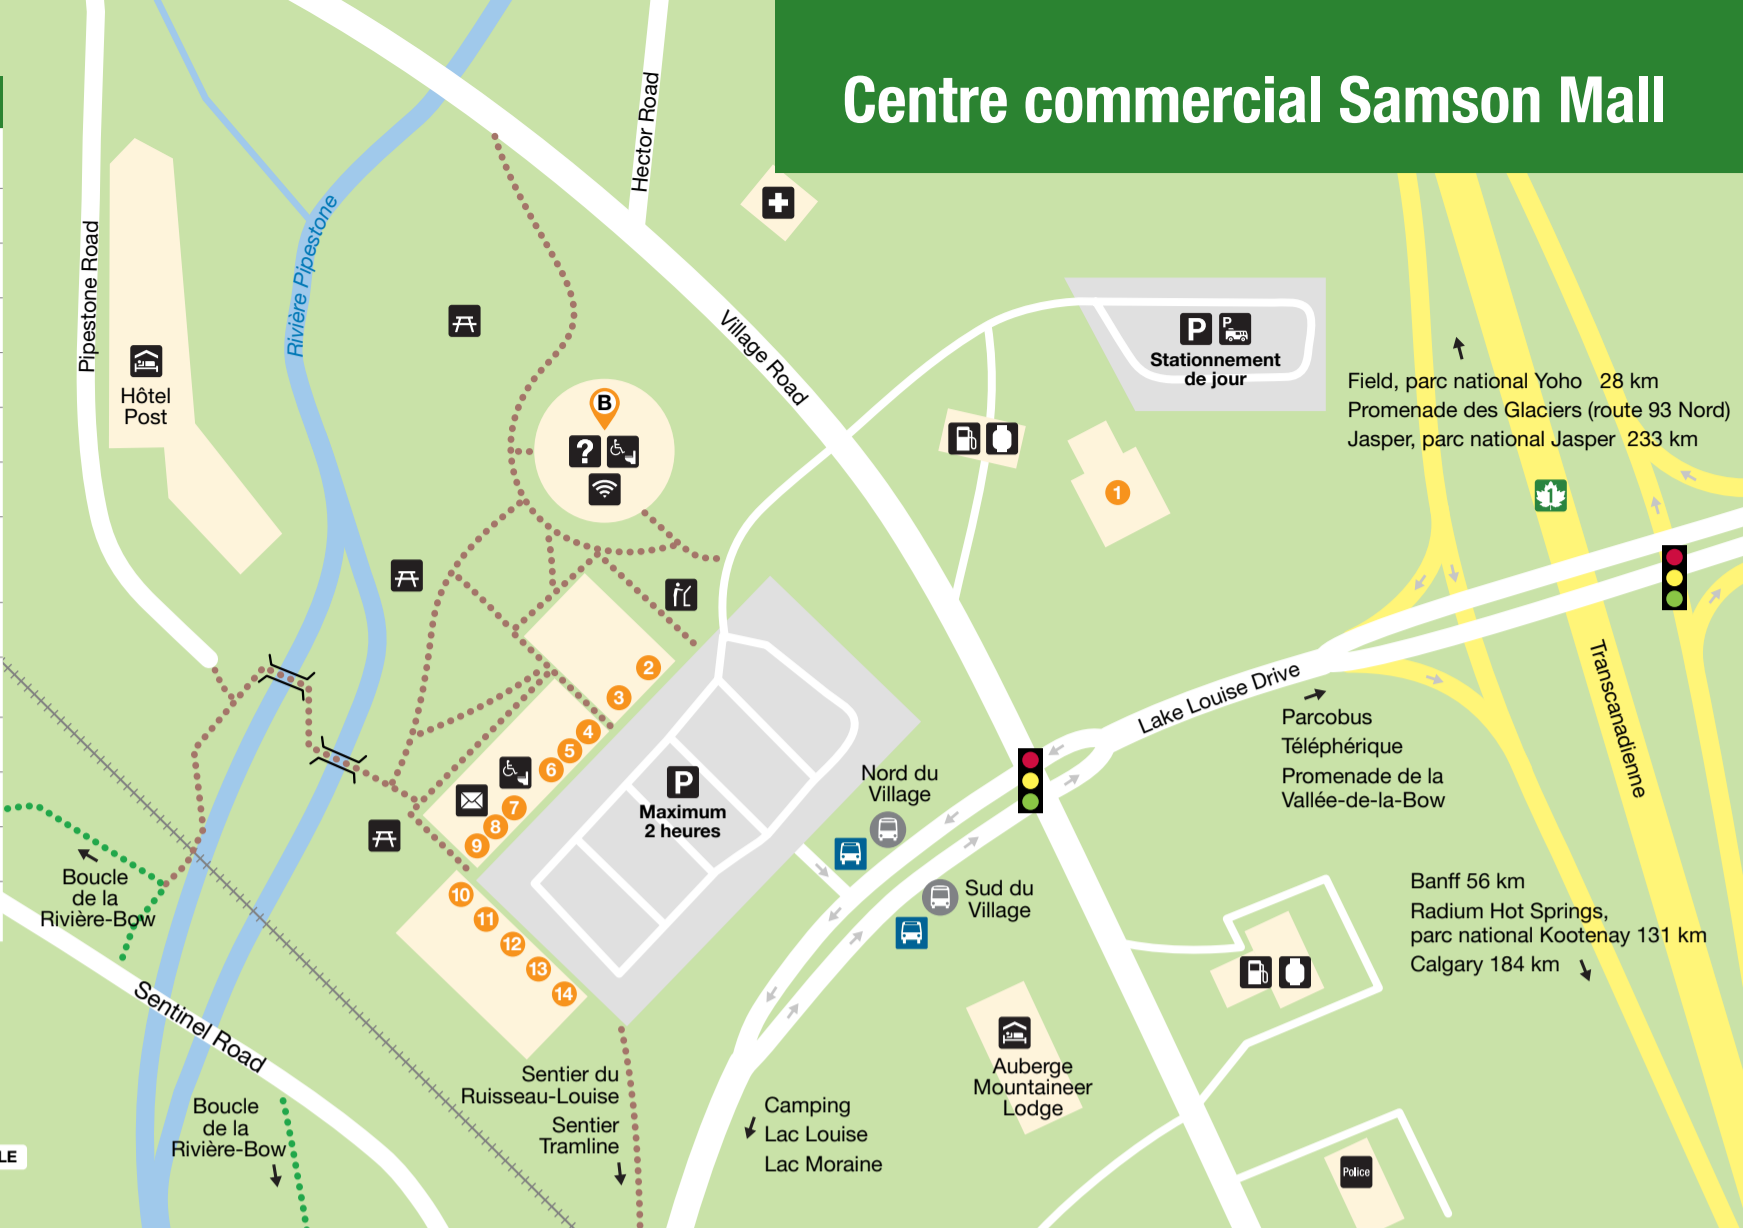 Centre commercial Samson Mall
Hector Road
Pipestone Road
Rivière Pipestone
Village Road
Hôtel
Post
B
?
P
P
Stationnement
de jour
Field, parc national Yoho 28 km
Promenade des Glaciers (route 93 Nord)
Jasper, parc national Jasper 233 km
1
1
2
3
4
5
6
7
8
9
10
11
12
13
14
P
Maximum
2 heures
Nord du
Village
Sud du
Village
Lake Louise Drive
Transcanadienne
Parcobus
Téléphérique
Promenade de la
Vallée-de-la-Bow
Boucle
de la
Rivière-Bow
Banff 56 km
Radium Hot Springs,
parc national Kootenay 131 km
Calgary 184 km
Sentinel Road
Auberge
Mountaineer
Lodge
Sentier du
Ruisseau-Louise
Sentier
Tramline
Boucle
de la
Rivière-Bow
Camping
Lac Louise
Lac Moraine
Police
LE